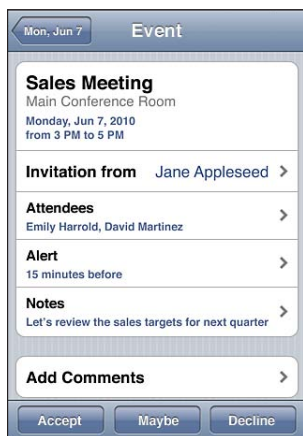 Mon, Jun 7
Event
Sales Meeting
Main Conference Room
Monday, Jun 7, 2010
from 3 PM to 5 PM
Invitation from Jane Appleseed
Attendees
Emily Harrold, David Martinez
Alert
15 minutes before
Notes
Let's review the sales targets for next quarter
Add Comments
Accept
Maybe
Decline